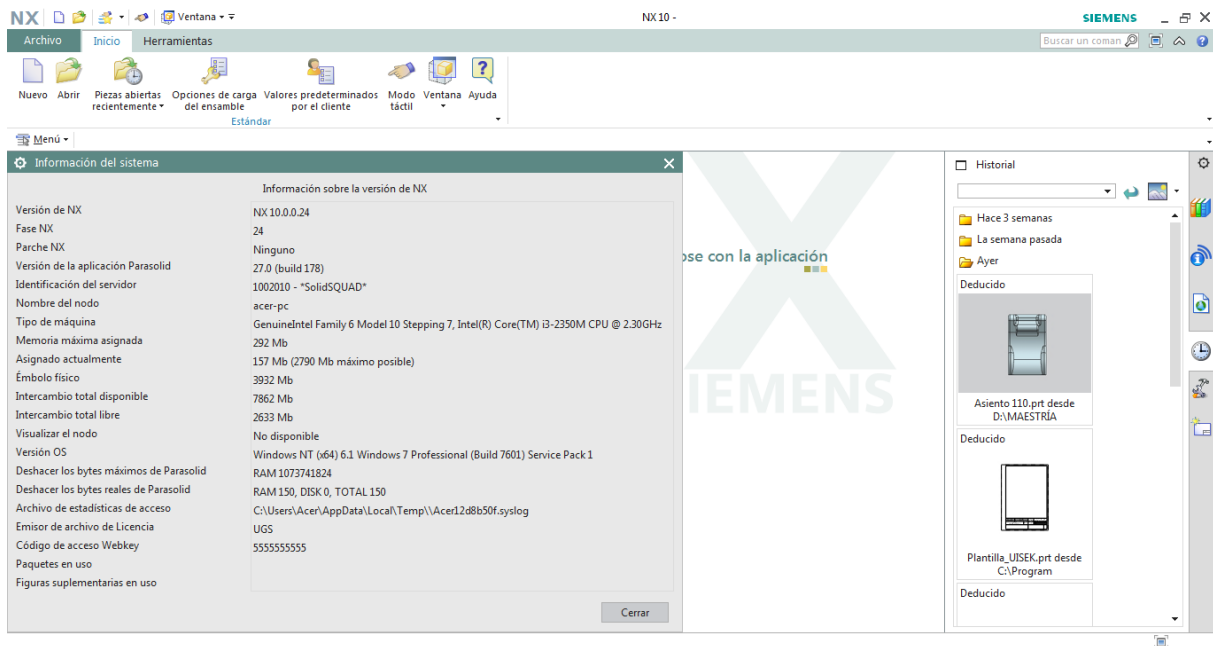 NX Ventana NX 10 - SIEMENS
Archivo Inicio Herramientas Buscar un coman
Nuevo Abrir Piezas abiertas recientemente Opciones de carga del ensamble Valores predeterminados por el cliente Modo táctil Ventana Ayuda
Estándar
Menú
Información del sistema
Información sobre la versión de NX
Versión de NX NX 10.0.0.24
Fase NX 24
Parche NX Ninguno
Versión de la aplicación Parasolid 27.0 (build 178)
Identificación del servidor 1002010 - *SolidSQUAD*
Nombre del nodo acer-pc
Tipo de máquina GenuineIntel Family 6 Model 10 Stepping 7, Intel(R) Core(TM) i3-2350M CPU @ 2.30GHz
Memoria máxima asignada 292 Mb
Asignado actualmente 157 Mb (2790 Mb máximo posible)
Émbolo físico 3932 Mb
Intercambio total disponible 7862 Mb
Intercambio total libre 2633 Mb
Visualizar el nodo No disponible
Versión OS Windows NT (x64) 6.1 Windows 7 Professional (Build 7601) Service Pack 1
Deshacer los bytes máximos de Parasolid RAM 1073741824
Deshacer los bytes reales de Parasolid RAM 150, DISK 0, TOTAL 150
Archivo de estadísticas de acceso C:\Users\Acer\AppData\Local\Temp\\Acer12d8b50f.syslog
Emisor de archivo de Licencia UGS
Código de acceso Webkey 5555555555
Paquetes en uso
Figuras suplementarias en uso
Cerrar
ose con la aplicación
SIEMENS
Historial
Hace 3 semanas
La semana pasada
Ayer
Deducido
Asiento 110.prt desde
D:\MAESTRÍA
Deducido
Plantilla_UISEK.prt desde
C:\Program
Deducido